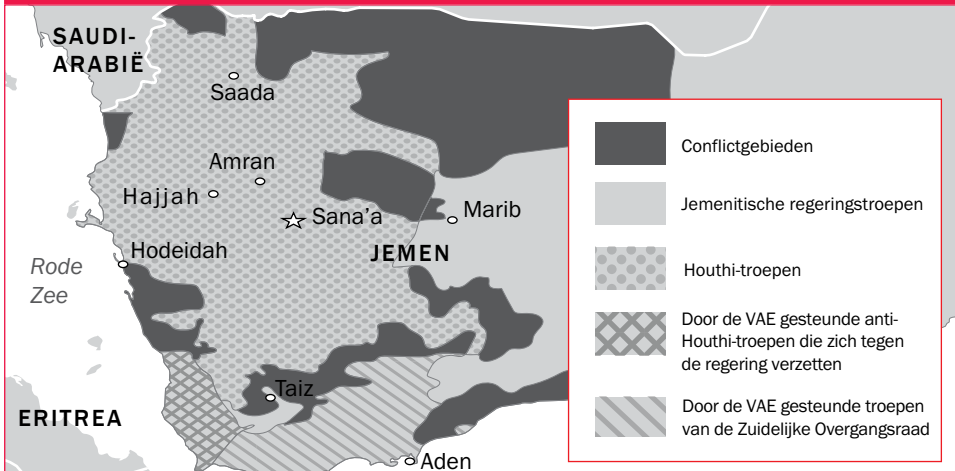 SAUDI-
ARABIË
Saada
Amran
Hajjah
Sana’a
Marib
JEMEN
Hodeidah
Rode
Zee
Taiz
ERITREA
Aden
Conflictgebieden
Jemenitische regeringstroepen
Houthi-troepen
Door de VAE gesteunde anti-
Houthi-troepen die zich tegen
de regering verzetten
Door de VAE gesteunde troepen
van de Zuidelijke Overgangsraad